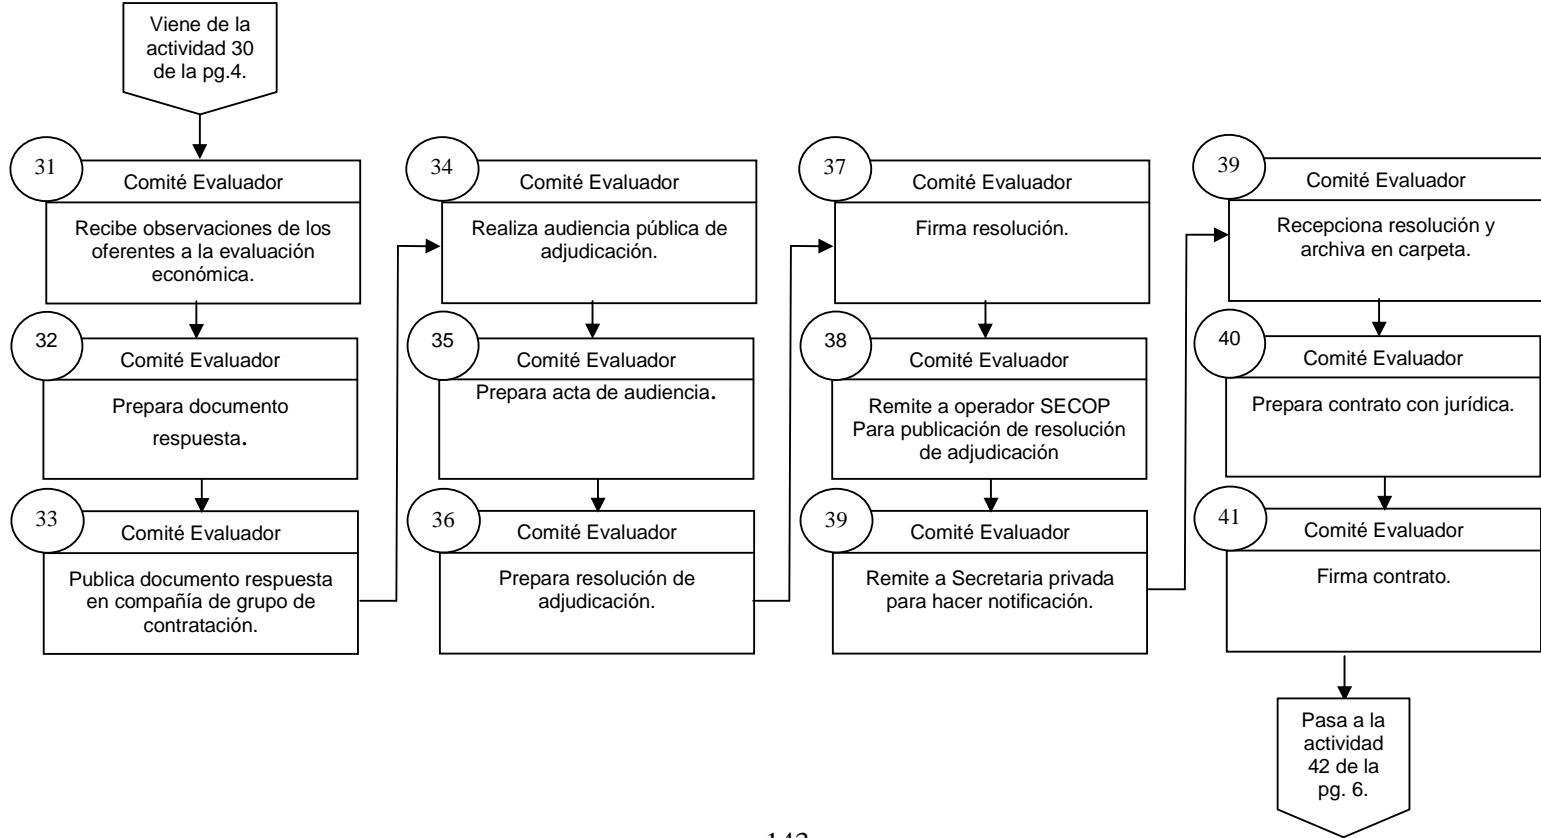 Viene de la
actividad 30
de la pg.4.
31
Comité Evaluador
Recibe observaciones de los
oferentes a la evaluación
económica.
32
Comité Evaluador
Prepara documento
respuesta.
33
Comité Evaluador
Publica documento respuesta
en compañía de grupo de
contratación.
34
Comité Evaluador
Realiza audiencia pública de
adjudicación.
35
Comité Evaluador
Prepara acta de audiencia.
36
Comité Evaluador
Prepara resolución de
adjudicación.
37
Comité Evaluador
Firma resolución.
38
Comité Evaluador
Remite a operador SECOP
Para publicación de resolución
de adjudicación
39
Comité Evaluador
Remite a Secretaria privada
para hacer notificación.
39
Comité Evaluador
Recepciona resolución y
archiva en carpeta.
40
Comité Evaluador
Prepara contrato con jurídica.
41
Comité Evaluador
Firma contrato.
Pasa a la
actividad
42 de la
pg. 6.